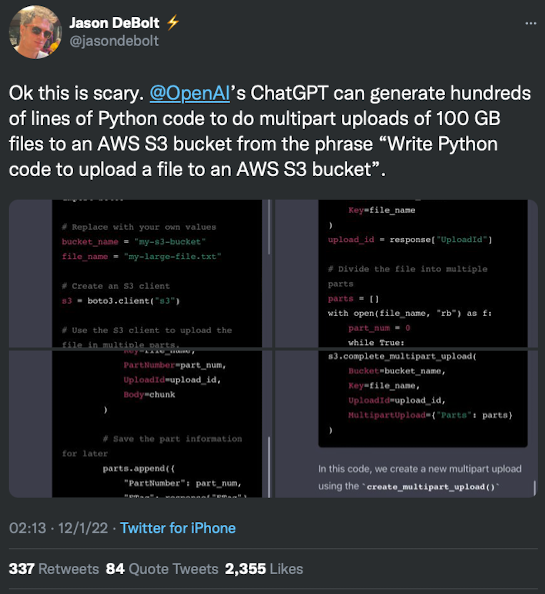 Jason DeBolt ⚡
@jasondebolt
Ok this is scary. @OpenAI's ChatGPT can generate hundreds
of lines of Python code to do multipart uploads of 100 GB
files to an AWS S3 bucket from the phrase “Write Python
code to upload a file to an AWS S3 bucket”.
# Replace with your own values
bucket_name = "my-s3-bucket"
file_name = "my-large-file.txt"
# Create an S3 client
s3 = boto3.client("s3")
# Use the S3 client to upload the
file in multiple parts.
Key=file_name
)
upload_id = response["UploadId"]
# Divide the file into multiple
parts
parts = []
with open(file_name, "rb") as f:
part_num = 0
while True:
Key=file_name,
PartNumber=part_num,
UploadId=upload_id,
Body=chunk
)
# Save the part information
for later
parts.append({
"PartNumber": part_num,
"ETag": response["ETag"]
s3.complete_multipart_upload(
Bucket=bucket_name,
Key=file_name,
UploadId=upload_id,
MultipartUpload={"Parts": parts}
)
In this code, we create a new multipart upload
using the `create_multipart_upload()`
02:13 · 12/1/22 · Twitter for iPhone
337 Retweets 84 Quote Tweets 2,355 Likes